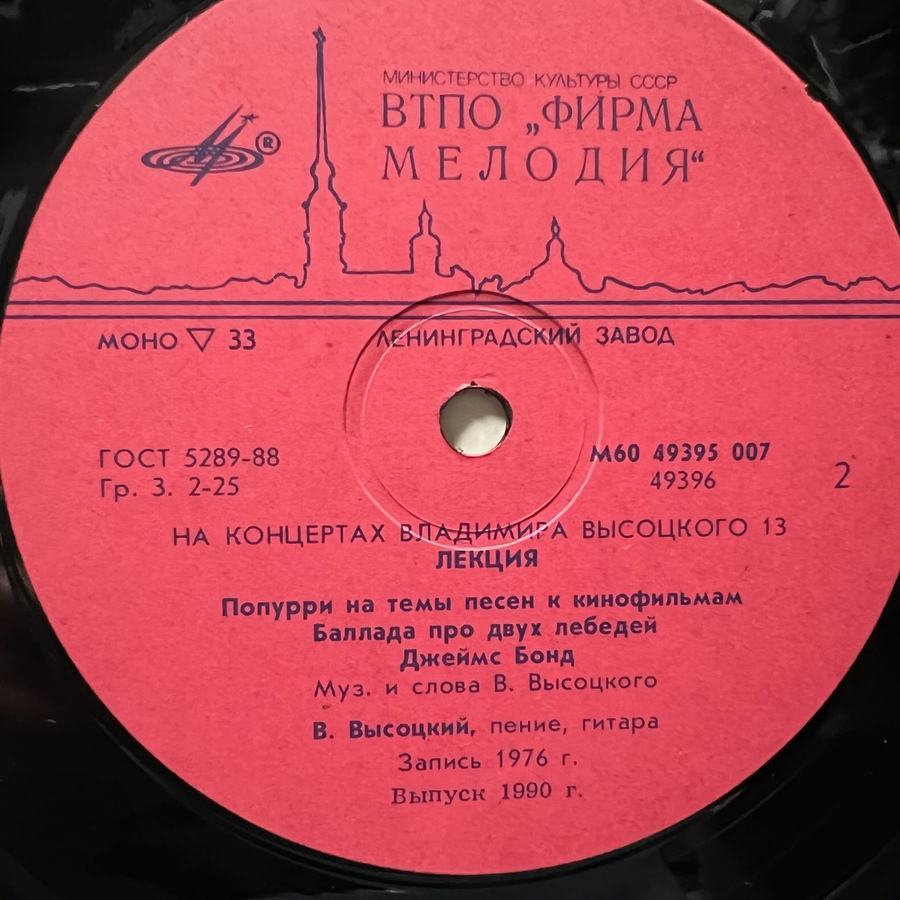 МИНИСТЕРСТВО КУЛЬТУРЫ СССР
ВТПО „ФИРМА
МЕЛОДИЯ“
®
МОНО ▽ 33
ЛЕНИНГРАДСКИЙ ЗАВОД
ГОСТ 5289-88
Гр. 3. 2-25
М60 49395 007
49396
2
НА КОНЦЕРТАХ ВЛАДИМИРА ВЫСОЦКОГО 13
ЛЕКЦИЯ
Попурри на темы песен к кинофильмам
Баллада про двух лебедей
Джеймс Бонд
Муз. и слова В. Высоцкого
В. Высоцкий, пение, гитара
Запись 1976 г.
Выпуск 1990 г.